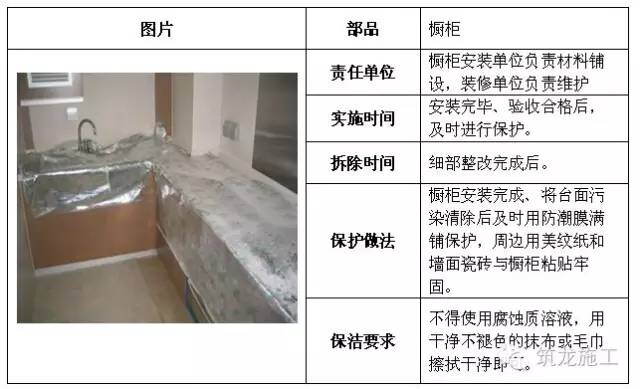 图片
部品
橱柜
责任单位
橱柜安装单位负责材料铺
设，装修单位负责维护
实施时间
安装完毕、验收合格后，
及时进行保护。
拆除时间
细部整改完成后。
保护做法
橱柜安装完成、将台面污
染清除后及时用防潮膜满
铺保护，周边用美纹纸和
墙面瓷砖与橱柜粘贴牢
固。
保洁要求
不得使用腐蚀质溶液，用
干净不褪色的抹布或毛巾
擦拭干净即
筑龙施工